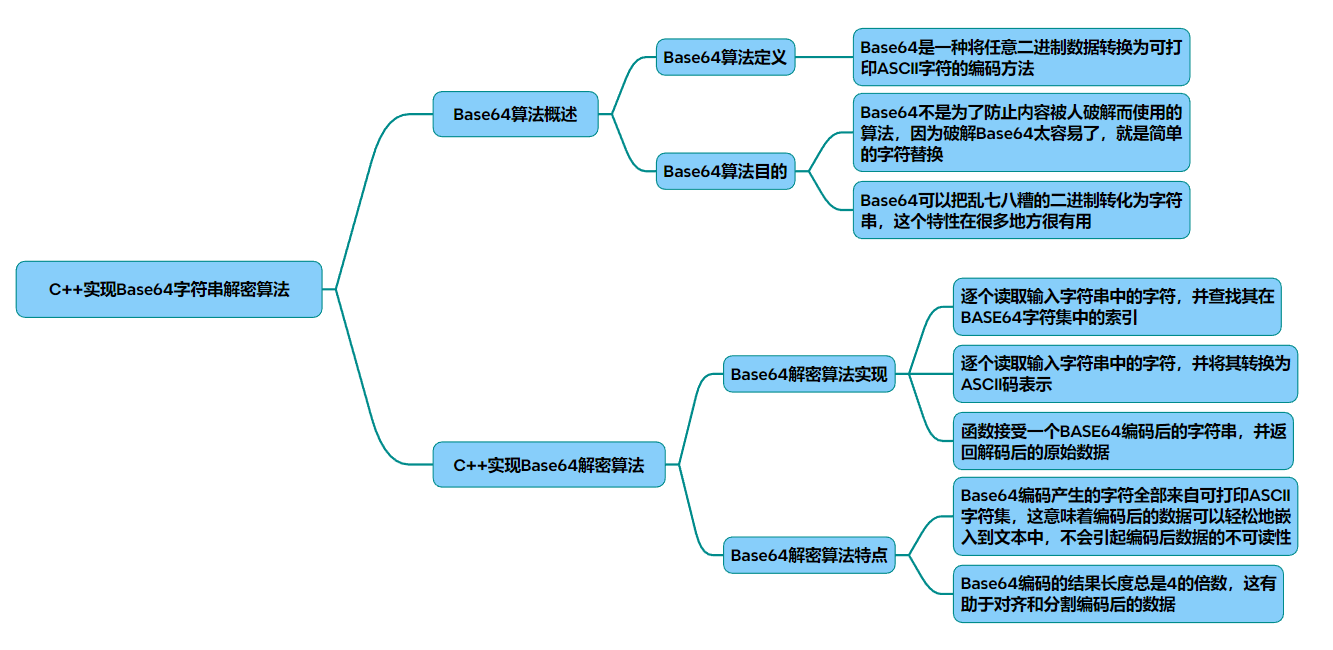 C++实现Base64字符串解密算法
Base64算法概述
Base64算法定义
Base64是一种将任意二进制数据转换为可打
印ASCII字符的编码方法
Base64算法目的
Base64不是为了防止内容被人破解而使用的
算法，因为破解Base64太容易了，就是简单
的字符替换
Base64可以把乱七八糟的二进制转化为字符
串，这个特性在很多地方很有用
C++实现Base64解密算法
Base64解密算法实现
逐个读取输入字符串中的字符，并查找其在
BASE64字符集中的索引
逐个读取输入字符串中的字符，并将其转换为
ASCII码表示
函数接受一个BASE64编码后的字符串，并返
回解码后的原始数据
Base64解密算法特点
Base64编码产生的字符全部来自可打印ASCII
字符集，这意味着编码后的数据可以轻松地嵌
入到文本中，不会引起编码后数据的不可读性
Base64编码的结果长度总是4的倍数，这有
助于对齐和分割编码后的数据